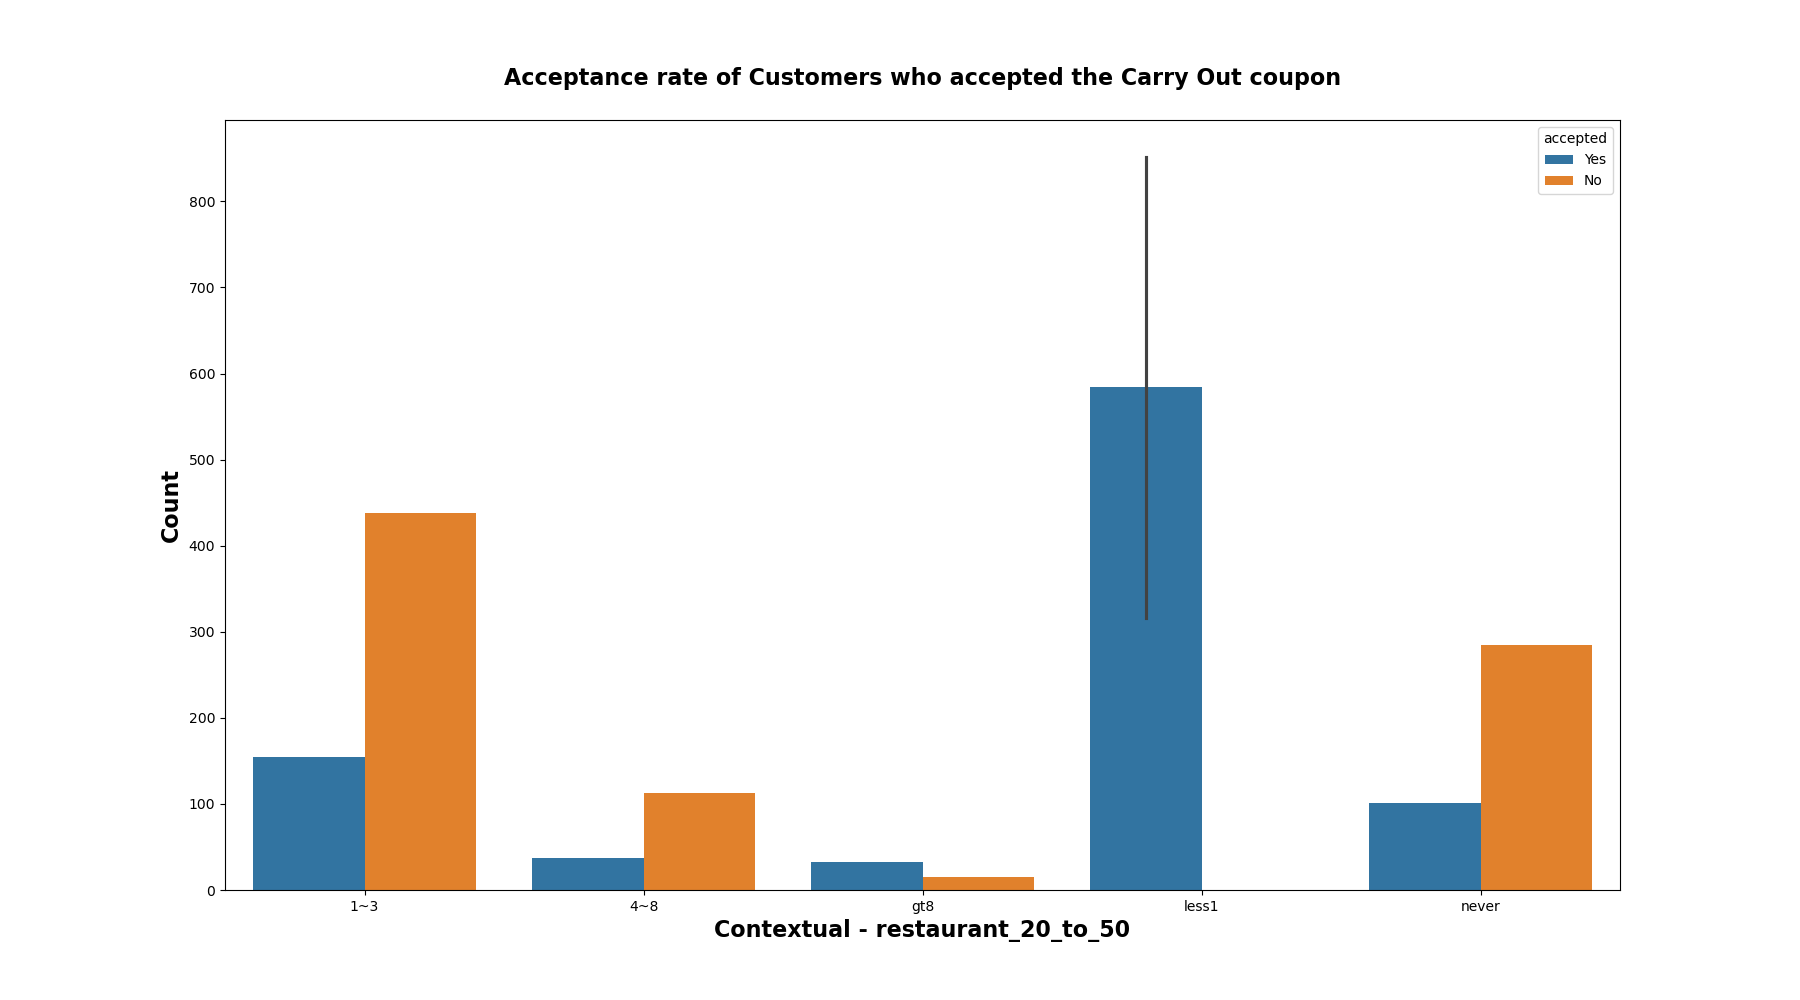 Acceptance rate of Customers who accepted the Carry Out coupon
accepted
Yes
No
800
700
600
500
400
300
200
100
0
Count
1~3 4~8 gt8 less1 never
Contextual - restaurant_20_to_50